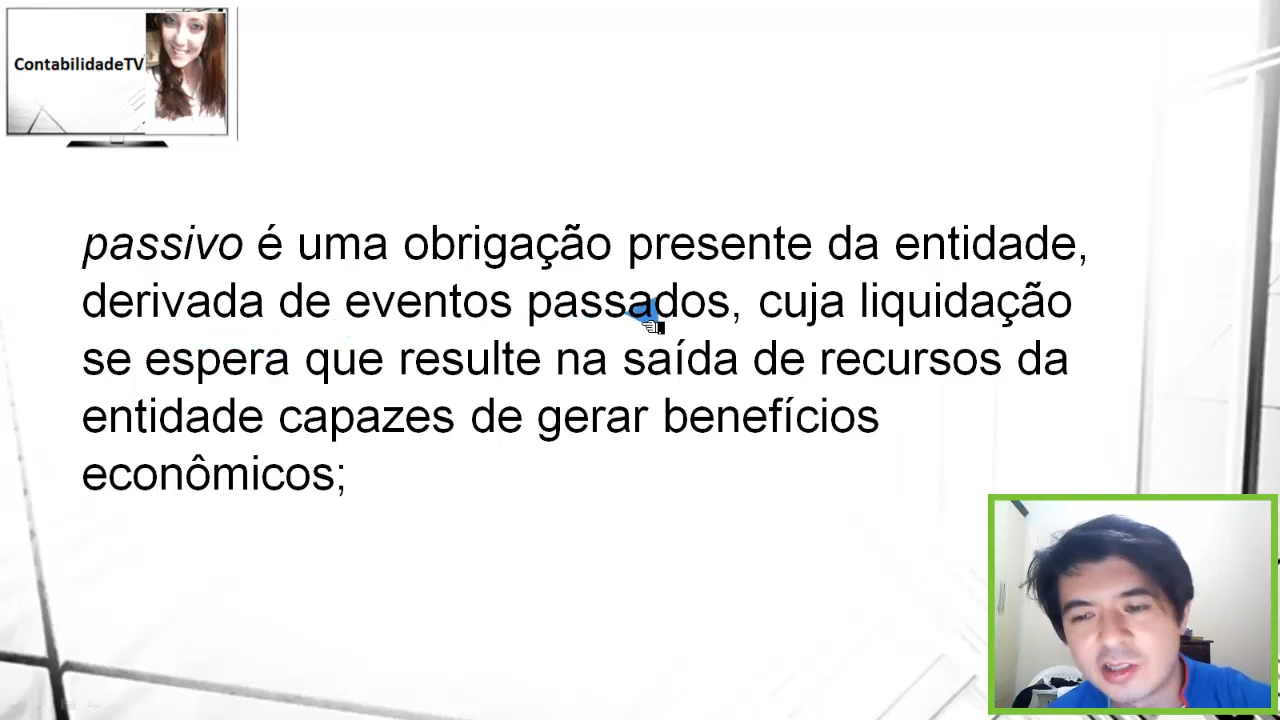 ContabilidadeTV
passivo é uma obrigação presente da entidade,
derivada de eventos passados, cuja liquidação
se espera que resulte na saída de recursos da
entidade capazes de gerar benefícios
econômicos;